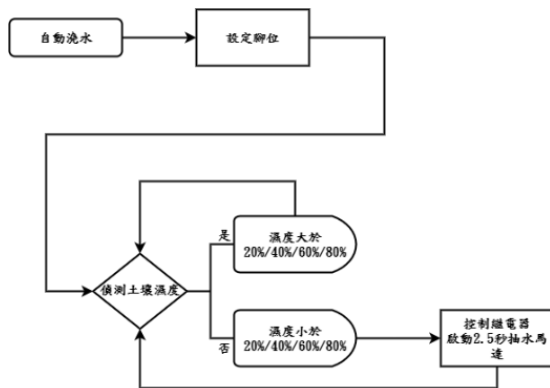 自動澆水
設定腳位
是
濕度大於
20%/40%/60%/80%
偵測土壤濕度
否
濕度小於
20%/40%/60%/80%
控制繼電器
啟動2.5秒抽水馬
達